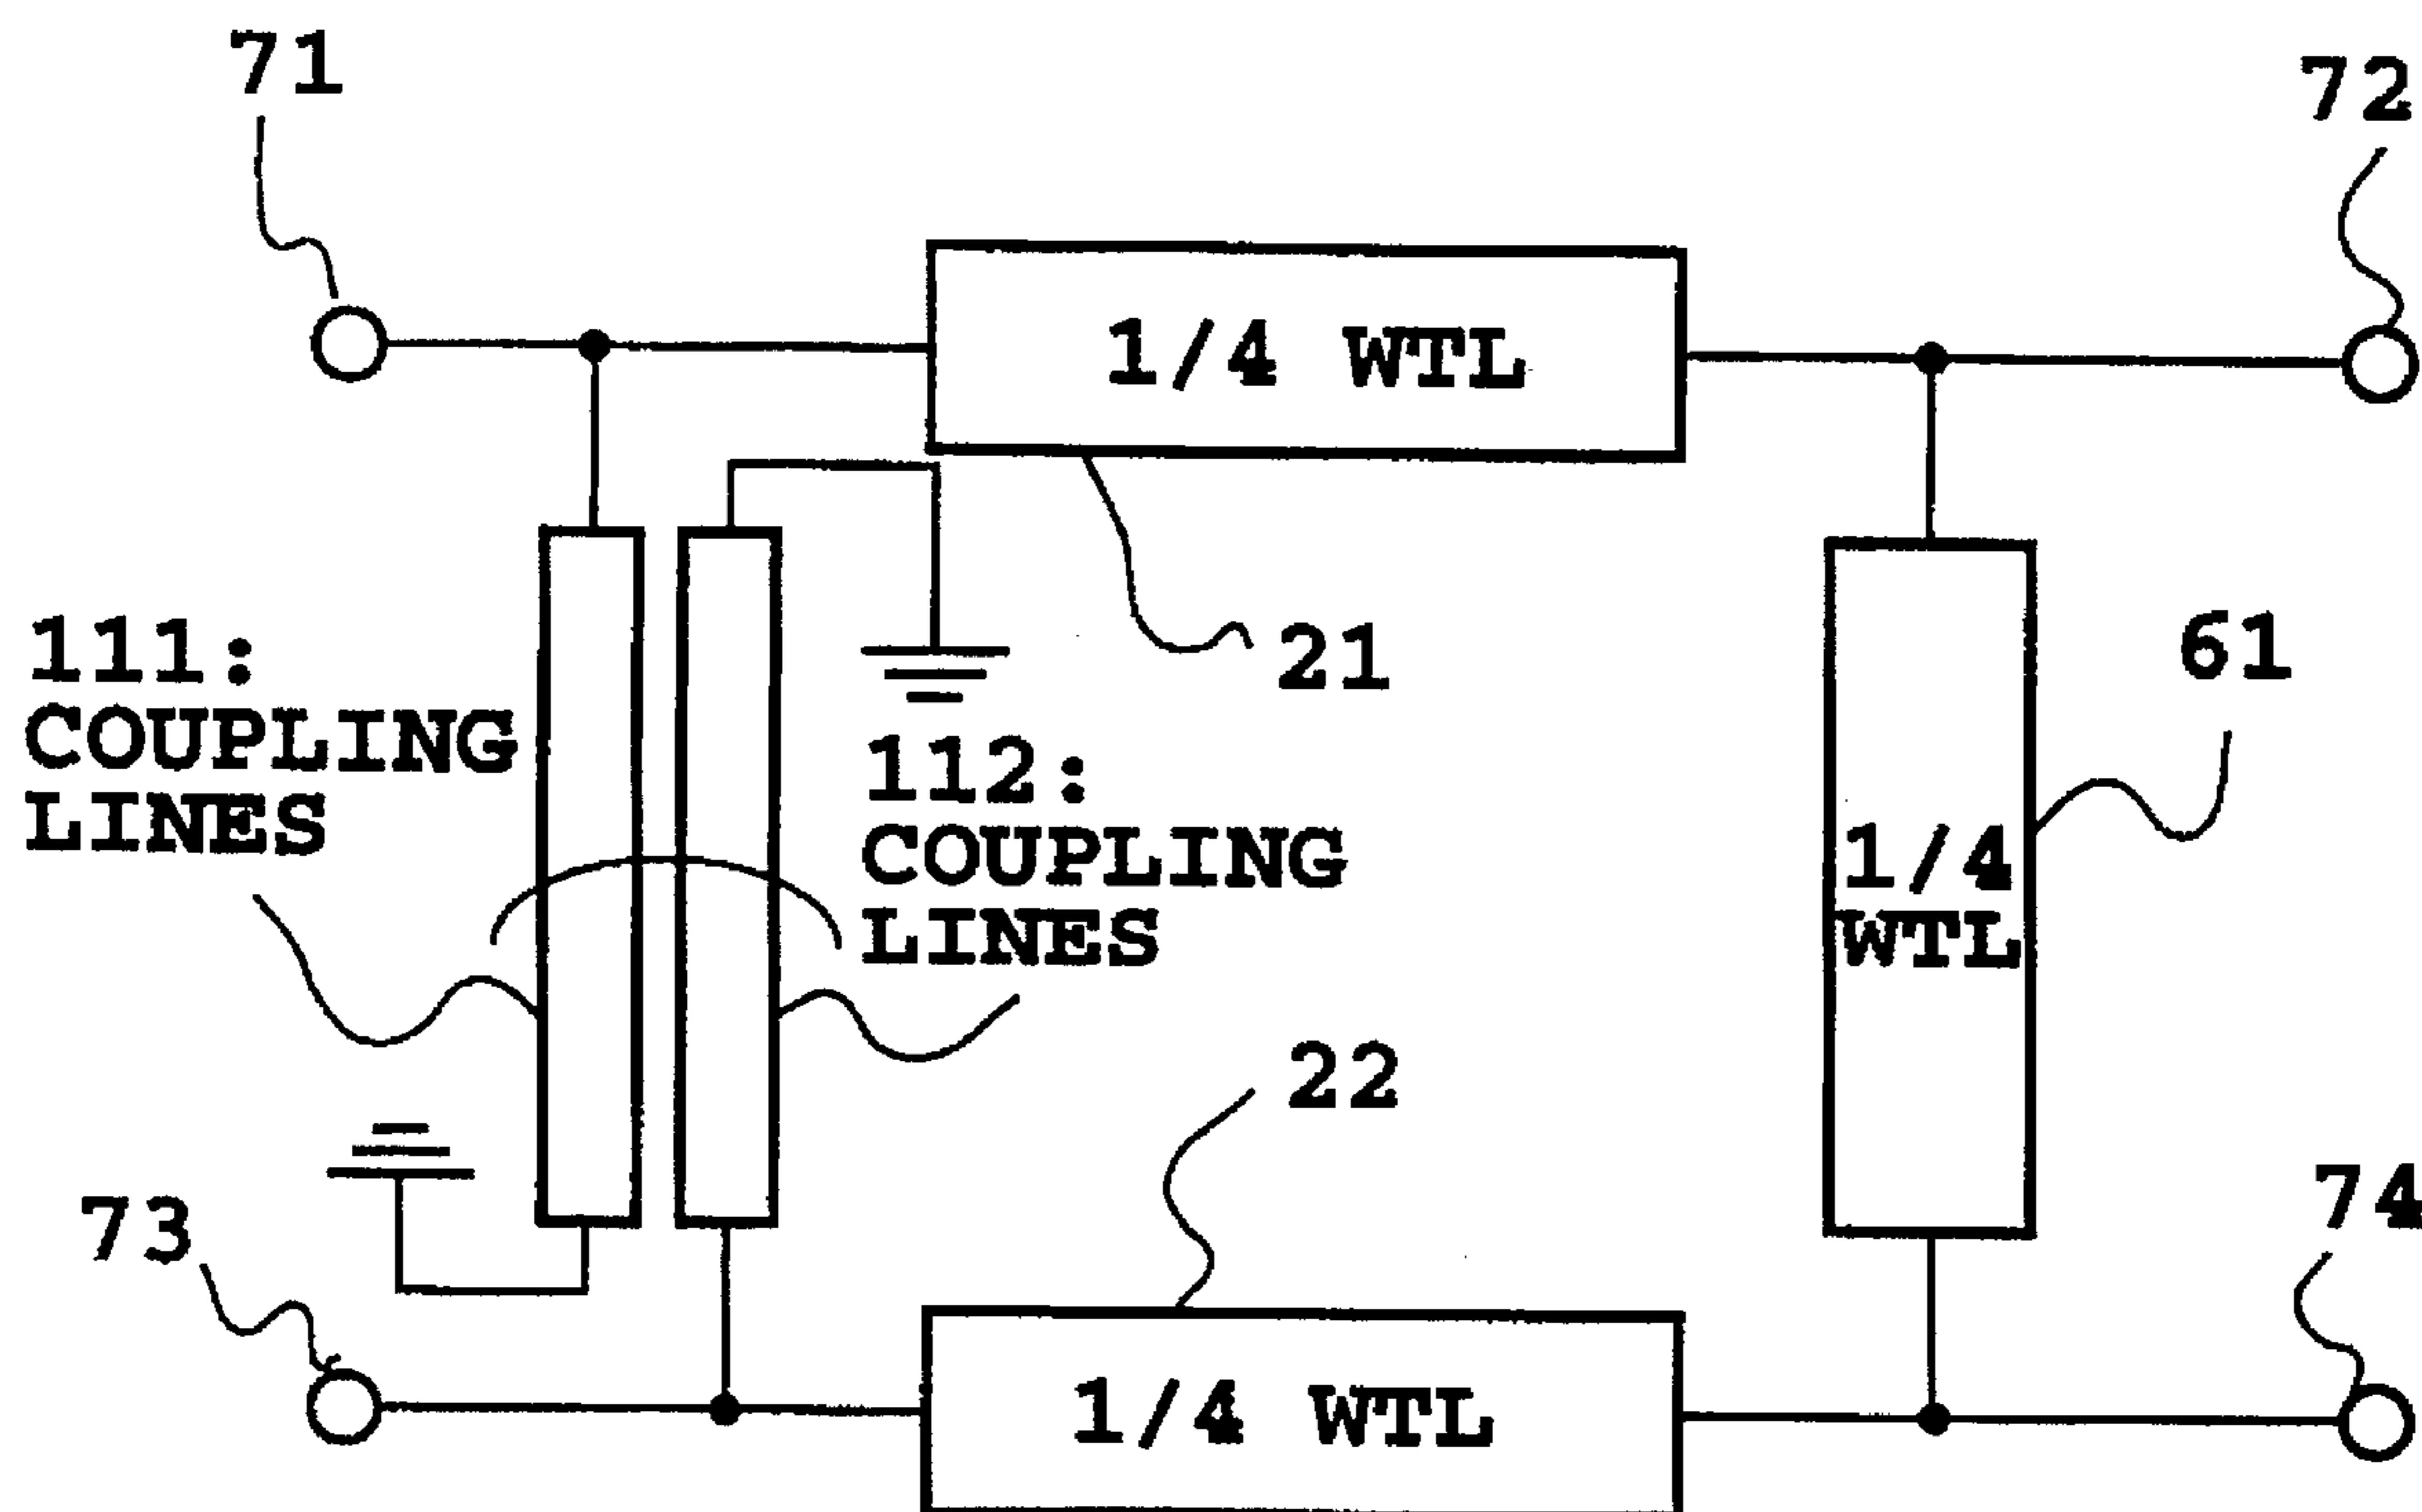 71
72
1/4 WTL
111:
COUPLING
LINES
21
61
112:
COUPLING
LINES
1/4
WTL
22
73
74
1/4 WTL